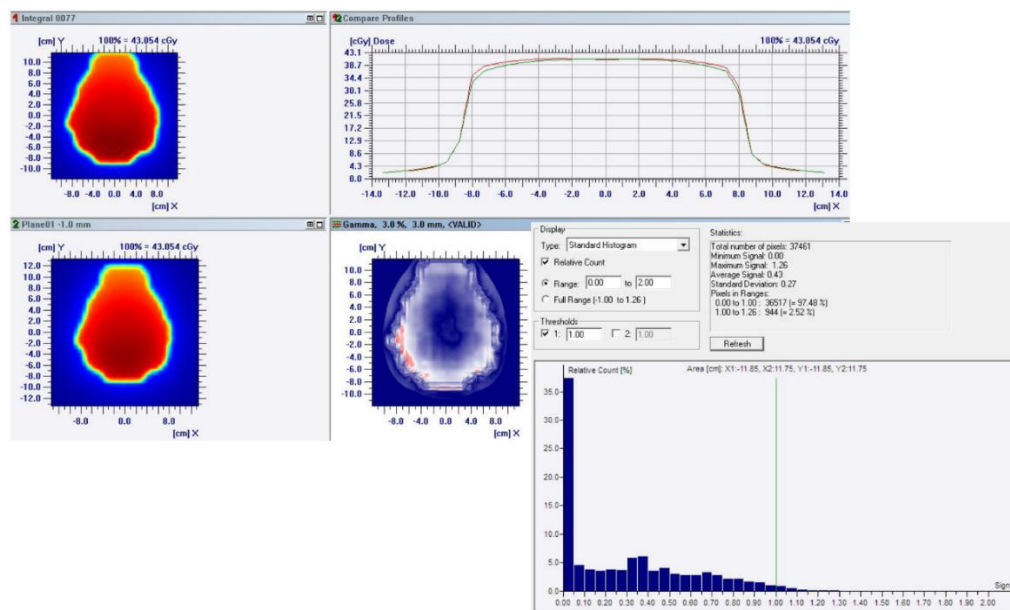 1 Integral 0077
[cm] Y
100% = 43.054 cGy
10.0
8.0
6.0
4.0
2.0
0.0
-2.0
-4.0
-6.0
-8.0
-10.0
-8.0 -4.0 0.0 4.0 8.0
[cm] X
Compare Profiles
[cGy] Dose
100% = 43.054 cGy
43.1
38.7
34.4
30.1
25.8
21.5
17.2
12.9
8.6
4.3
0.0
-14.0 -12.0 -10.0 -8.0 -6.0 -4.0 -2.0 0.0 2.0 4.0 6.0 8.0 10.0 12.0 14.0
[cm] X
2 Plane01 -1.0 mm
[cm] Y
100% = 43.054 cGy
12.0
10.0
8.0
6.0
4.0
2.0
0.0
-2.0
-4.0
-6.0
-8.0
-10.0
-12.0
-8.0 -4.0 0.0 4.0 8.0
[cm] X
Gamma, 3.0 %, 3.0 mm, <VALID>
[cm] Y
12.0
10.0
8.0
6.0
4.0
2.0
0.0
-2.0
-4.0
-6.0
-8.0
-10.0
-8.0 -4.0 0.0 4.0 8.0
[cm] X
Display
Type: Standard Histogram
Relative Count
Range: 0.00 to 2.00
Full Range (-1.00 to 1.26 )
Thresholds
1: 1.00 2: 1.00
Statistics:
Total number of pixels: 37461
Minimum Signal: 0.00
Maximum Signal: 1.26
Average Signal: 0.43
Standard Deviation: 0.27
Pixels in Ranges:
0.00 to 1.00 : 36517 (= 97.48 %)
1.00 to 1.26 : 944 (= 2.52 %)
Refresh
Relative Count [%]
Area [cm]: X1:-11.85, X2:11.75, Y1:-11.85, Y2:11.75
35.0
30.0
25.0
20.0
15.0
10.0
5.0
0.0
Sign
0.00 0.10 0.20 0.30 0.40 0.50 0.60 0.70 0.80 0.90 1.00 1.10 1.20 1.30 1.40 1.50 1.60 1.70 1.80 1.90 2.00